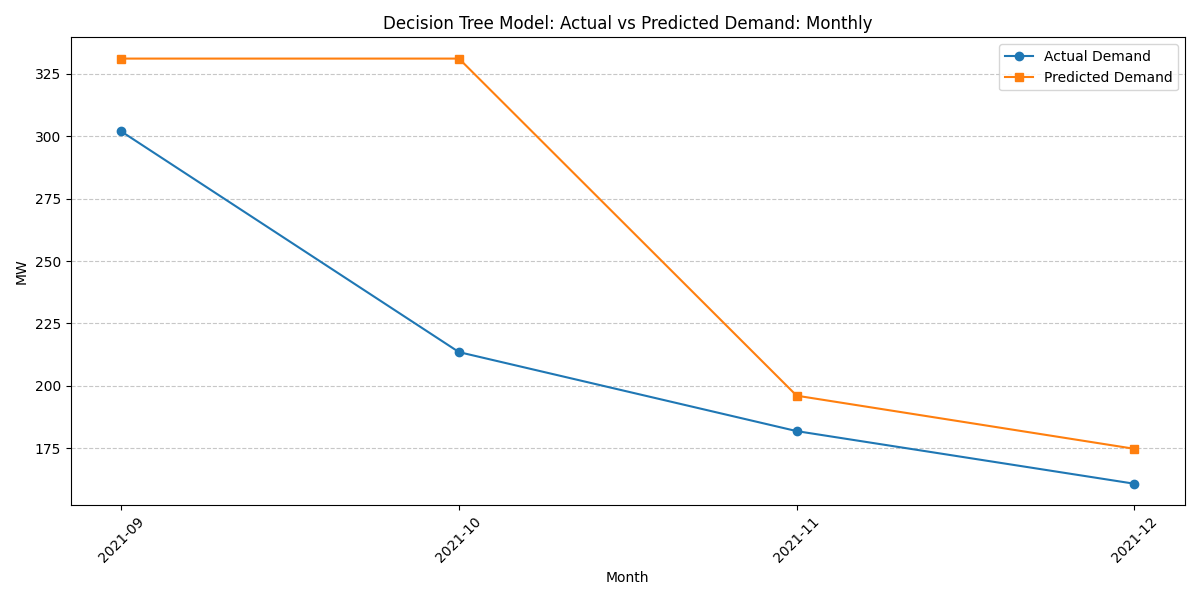 Decision Tree Model: Actual vs Predicted Demand: Monthly
Actual Demand
Predicted Demand
325
300
275
250
225
200
175
MW
2021-09
2021-10
2021-11
2021-12
Month